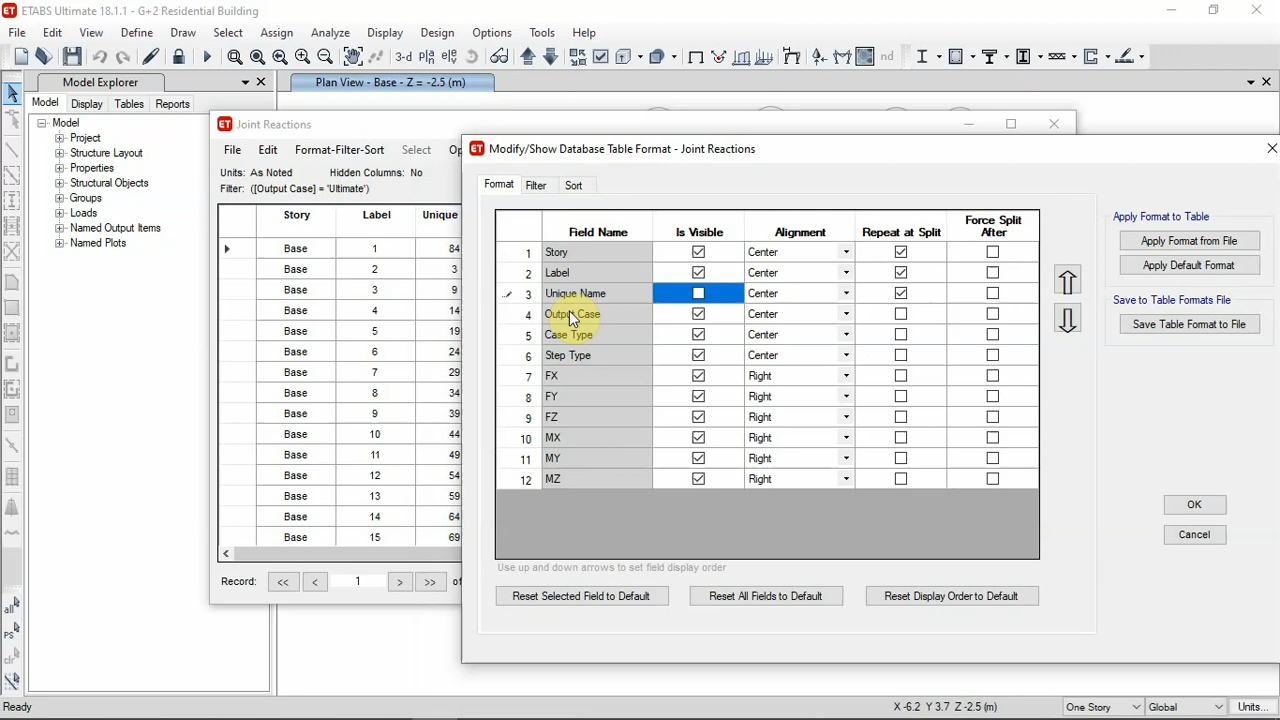 ETABS Ultimate 18.1.1 - G+2 Residential Building
File Edit View Define Draw Select Assign Analyze Display Design Options Tools Help
3-d pla ele nd
Model Explorer
Plan View - Base - Z = -2.5 (m)
Model Display Tables Reports
Model
Project
Structure Layout
Properties
Structural Objects
Groups
Loads
Named Output Items
Named Plots
Joint Reactions
File Edit Format-Filter-Sort Select Op
Units: As Noted Hidden Columns: No
Filter: ([Output Case] = 'Ultimate')
Story Label Unique
Base 1 84
Base 2 3
Base 3 9
Base 4 14
Base 5 19
Base 6 24
Base 7 29
Base 8 34
Base 9 39
Base 10 44
Base 11 49
Base 12 54
Base 13 59
Base 14 64
Base 15 69
Record: << < 1 > >> of
Modify/Show Database Table Format - Joint Reactions
Format Filter Sort
Field Name Is Visible Alignment Repeat at Split Force Split After
1 Story Center
2 Label Center
3 Unique Name Center
4 Output Case Center
5 Case Type Center
6 Step Type Center
7 FX Right
8 FY Right
9 FZ Right
10 MX Right
11 MY Right
12 MZ Right
Use up and down arrows to set field display order
Reset Selected Field to Default Reset All Fields to Default Reset Display Order to Default
Apply Format to Table
Apply Format from File
Apply Default Format
Save to Table Formats File
Save Table Format to File
OK
Cancel
all
PS
clr
Ready X -6.2 Y 3.7 Z -2.5 (m) One Story Global Units...